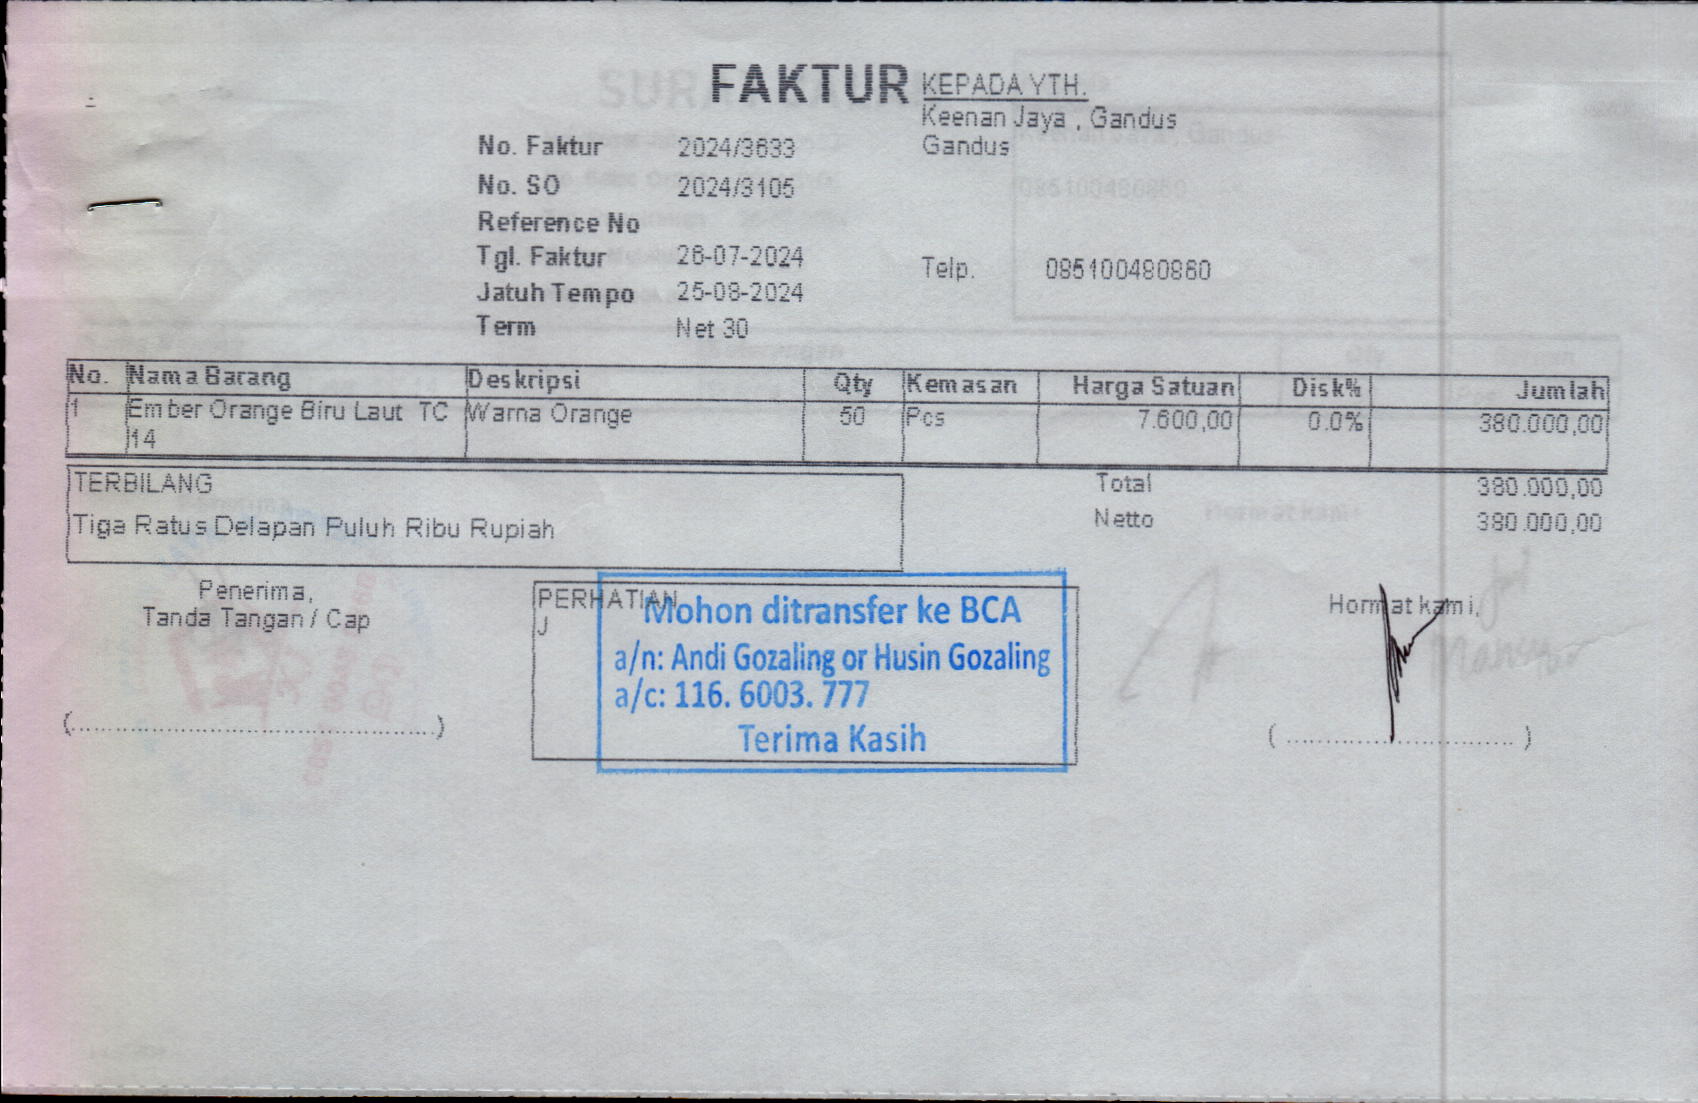 FAKTUR
KEPADA YTH.
Keenan Jaya , Gandus
Gandus
No. Faktur 2024/3633
No. SO 2024/3105
Reference No
Tgl. Faktur 26-07-2024
Jatuh Tempo 25-08-2024
Term Net 30
Telp. 085100480860
No. Nama Barang Deskripsi Qty Kemasan Harga Satuan Disk% Jumlah
1 Ember Orange Biru Laut TC Warna Orange 50 Pcs 7.600,00 0.0% 380.000,00
14
TERBILANG
Tiga Ratus Delapan Puluh Ribu Rupiah
Total 380.000,00
Netto 380.000,00
Penerima,
Tanda Tangan / Cap
(..........................................)
PERHATIAN
J
Mohon ditransfer ke BCA
a/n: Andi Gozaling or Husin Gozaling
a/c: 116. 6003. 777
Terima Kasih
Hormat kami,
( .............................. )